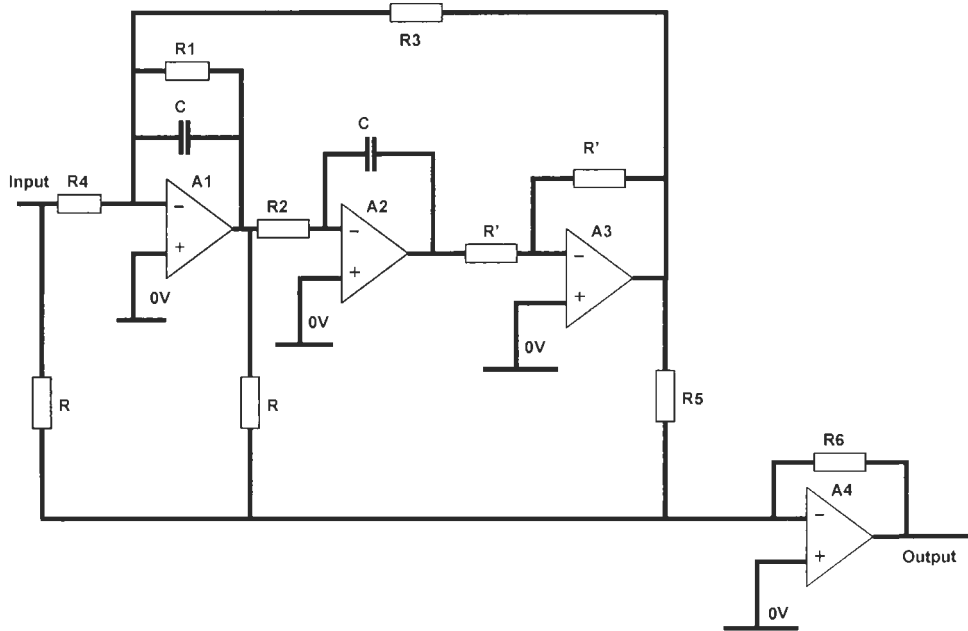 R3
R1
C
C
R'
Input
R4
A1
R2
A2
R'
A3
−
+
−
+
−
+
0V
0V
0V
R
R
R5
R6
A4
−
+
Output
0V